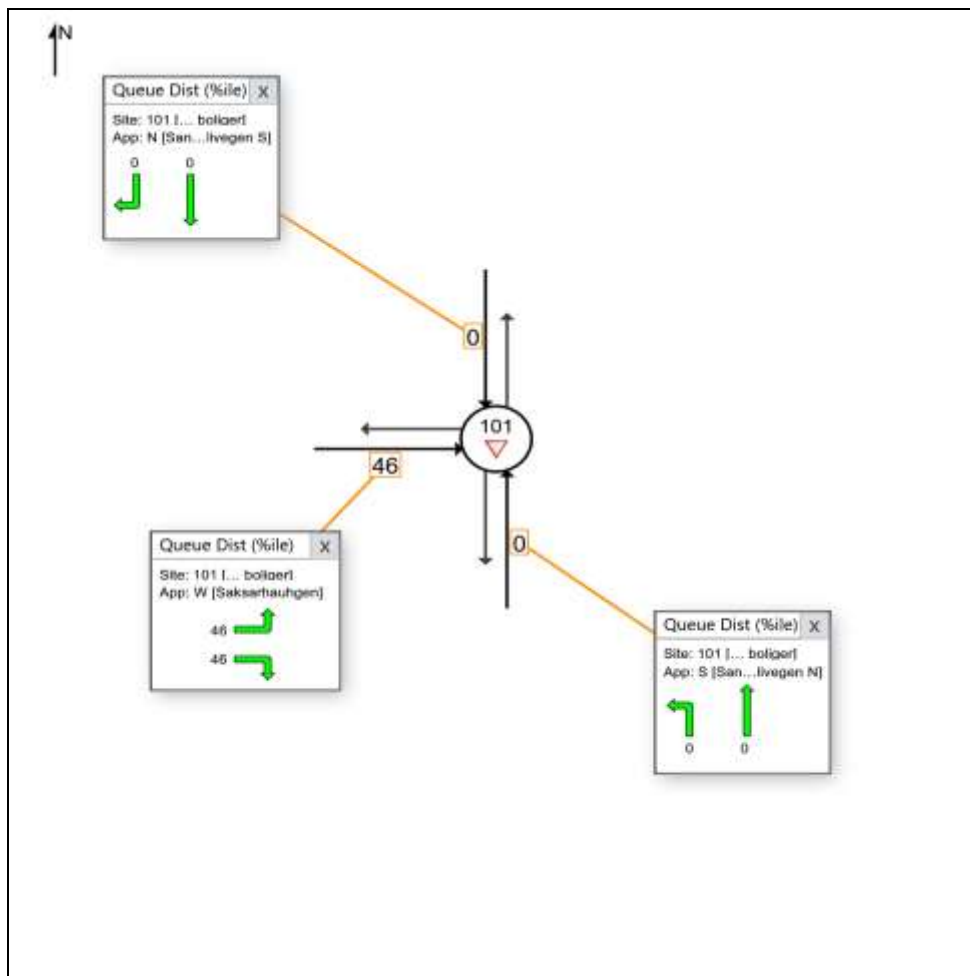 N
Queue Dist (%ile) X
Site: 101 [... boliger]
App: N [San...livegen S]
0 0
0
101
46
0
Queue Dist (%ile) X
Site: 101 [... boliger]
App: W [Saksarhauhgen]
46
46
Queue Dist (%ile) X
Site: 101 [... boliger]
App: S [San...livegen N]
0 0